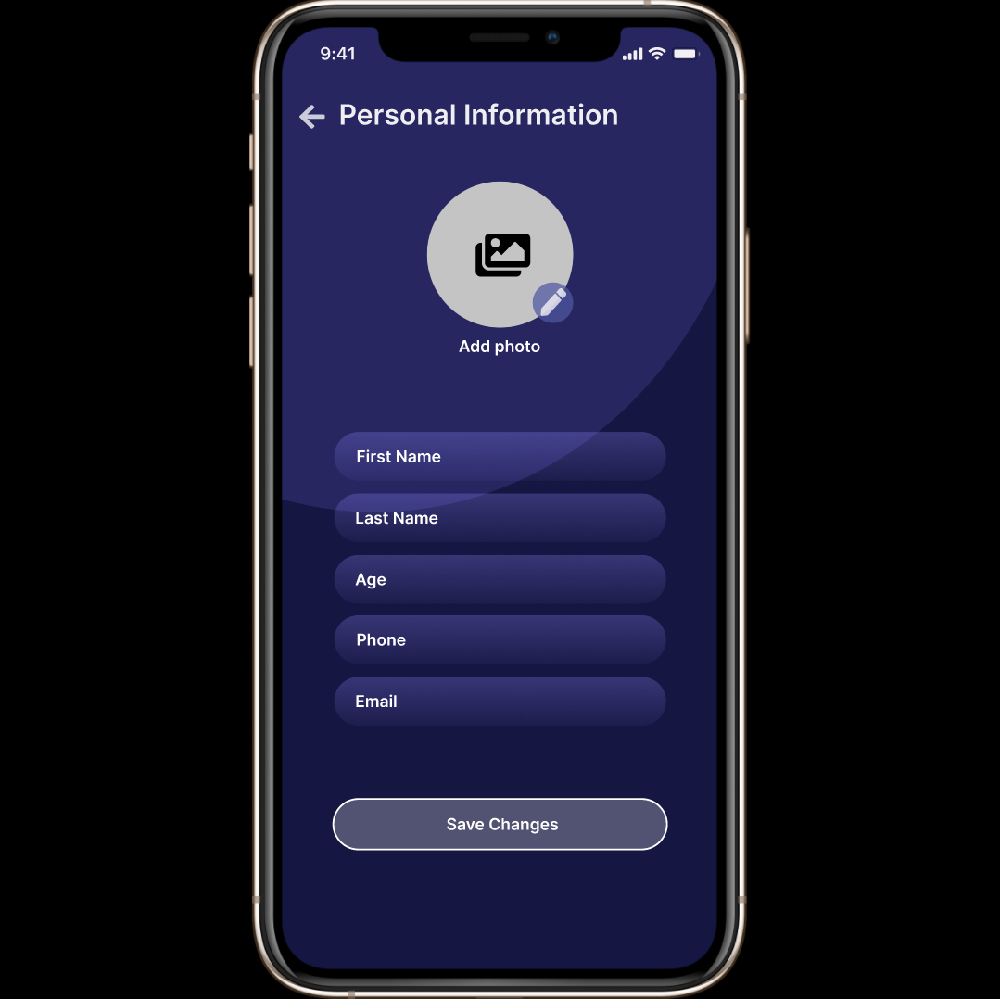 9:41
Personal Information
Add photo
First Name
Last Name
Age
Phone
Email
Save Changes